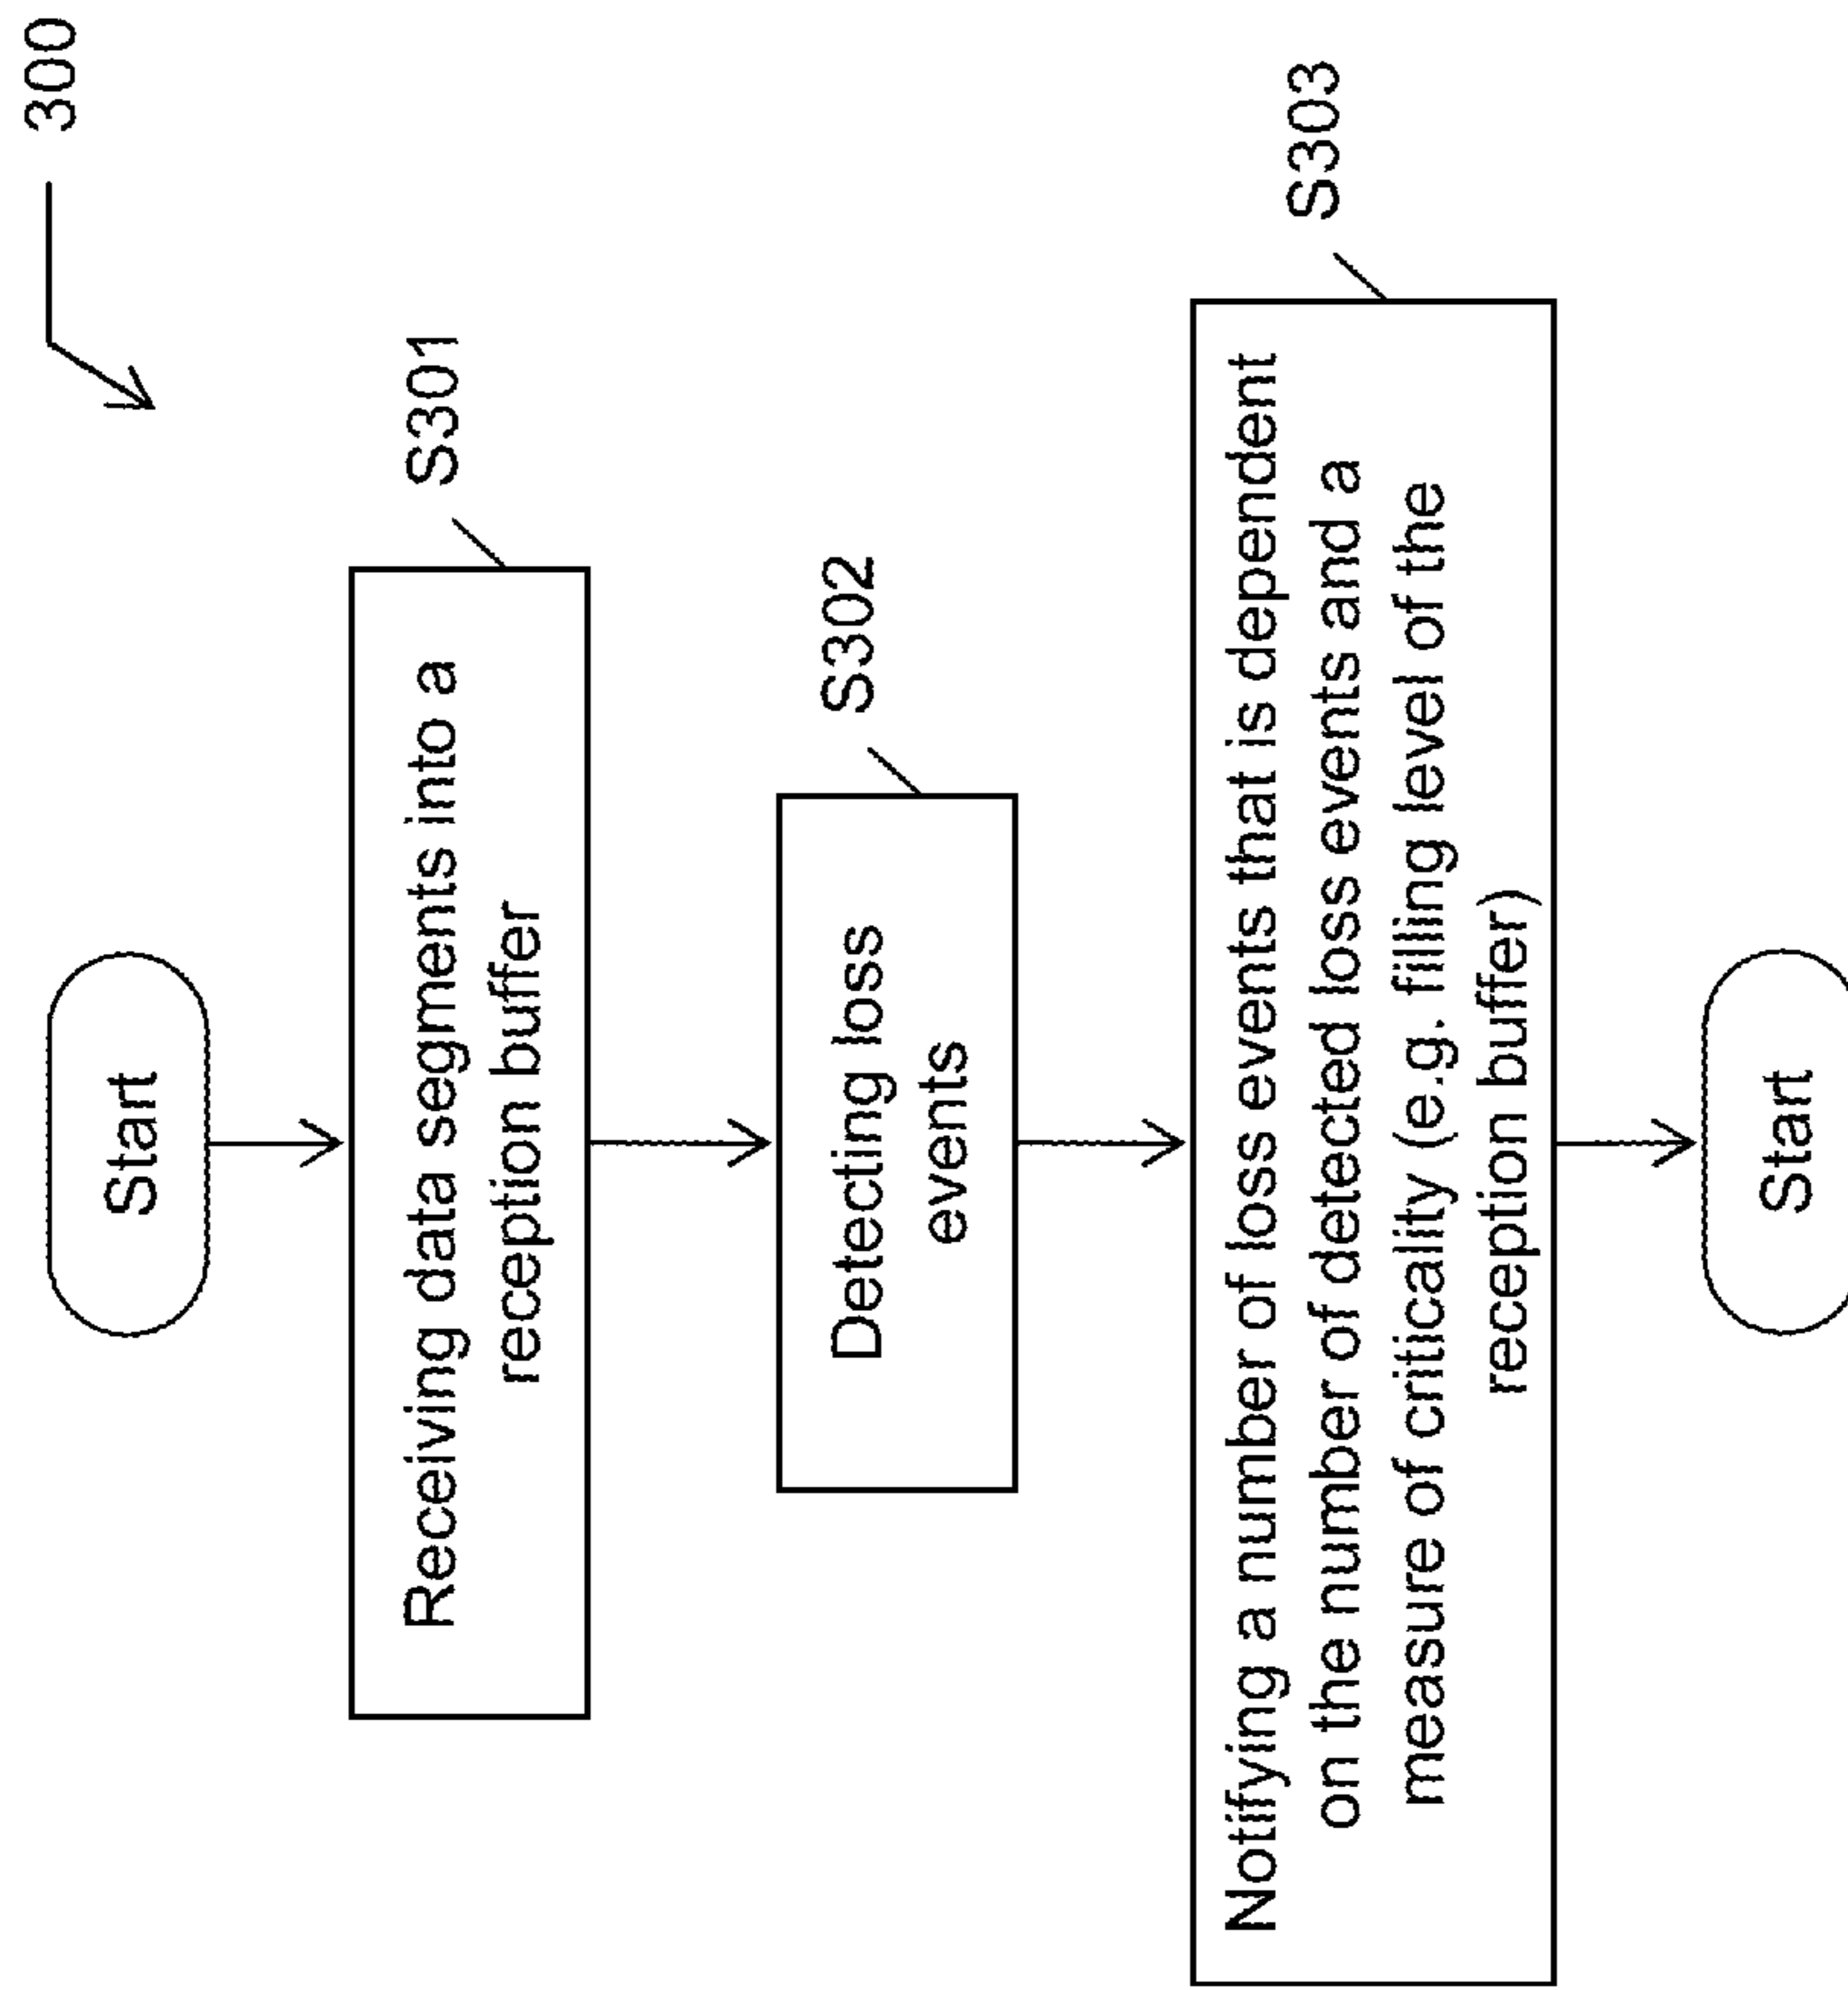 300
Start
S301
Receiving data segments into a
reception buffer
S302
Detecting loss
events
S303
Notifying a number of loss events that is dependent
on the number of detected loss events and a
measure of criticality (e.g. filling level of the
reception buffer)
Start